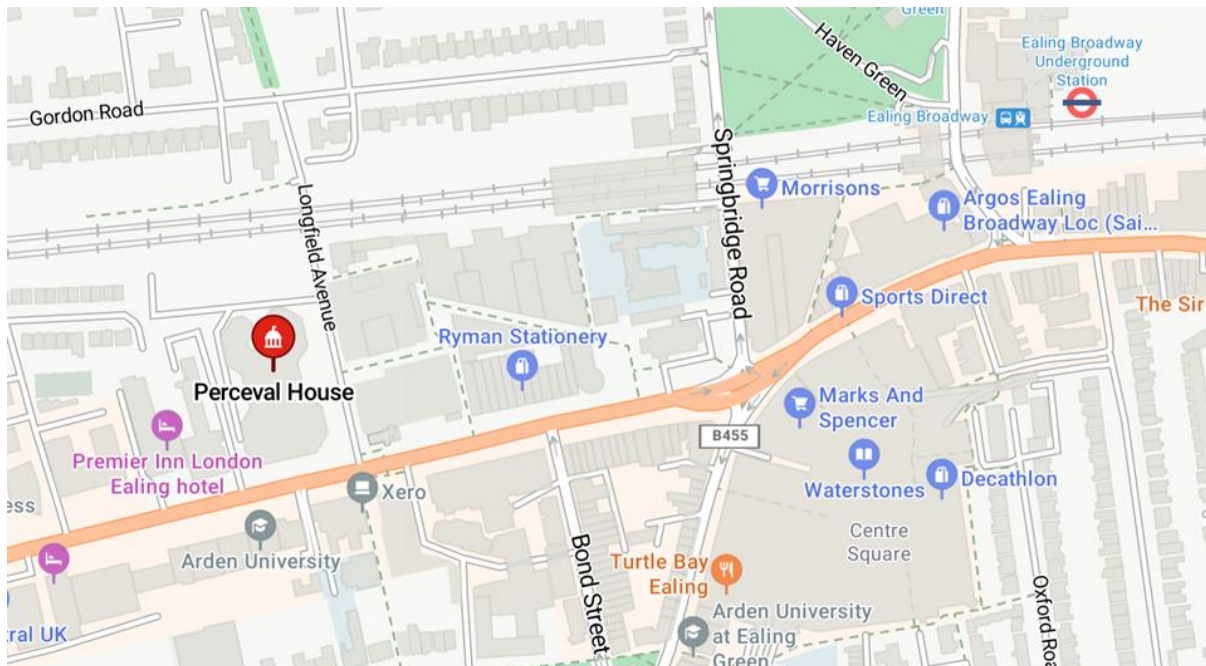 Green
Ealing Broadway
Underground
Station
Haven Green
Gordon Road
Ealing Broadway
Springbridge Road
Morrisons
Argos Ealing
Broadway Loc (Sai...
Longfield Avenue
Sports Direct
The Sir
Ryman Stationery
Perceval House
Marks And
Spencer
B455
Premier Inn London
Ealing hotel
Xero
Waterstones
Decathlon
ess
Arden University
Centre
Square
Bond Street
Turtle Bay
Ealing
Oxford Roa
Arden University
at Ealing
Green
tral UK